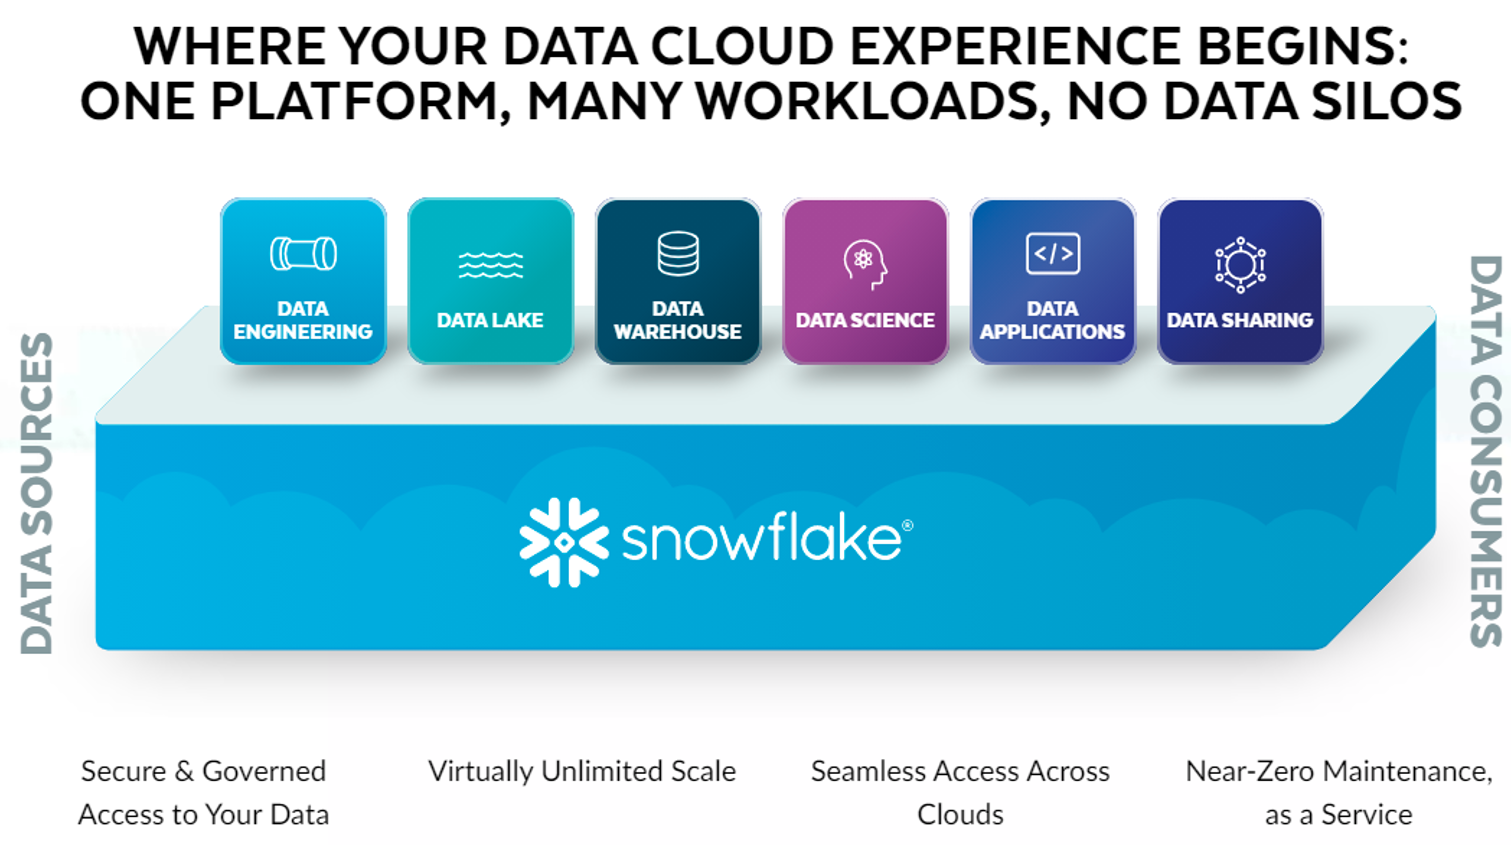 WHERE YOUR DATA CLOUD EXPERIENCE BEGINS:
ONE PLATFORM, MANY WORKLOADS, NO DATA SILOS
DATA
ENGINEERING
DATA LAKE
DATA
WAREHOUSE
DATA SCIENCE
</>
DATA
APPLICATIONS
DATA SHARING
DATA SOURCES
snowflake®
DATA CONSUMERS
Secure & Governed
Access to Your Data
Virtually Unlimited Scale
Seamless Access Across
Clouds
Near-Zero Maintenance,
as a Service